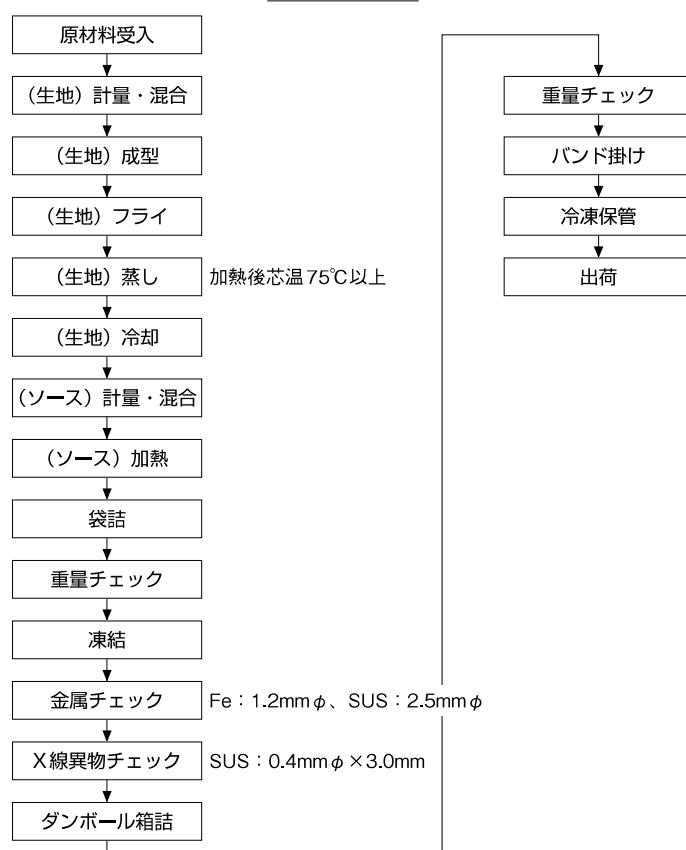 原材料受入
(生地) 計量・混合
(生地) 成型
(生地) フライ
(生地) 蒸し 加熱後芯温75℃以上
(生地) 冷却
(ソース) 計量・混合
(ソース) 加熱
袋詰
重量チェック
凍結
金属チェック Fe：1.2mmφ、SUS：2.5mmφ
X線異物チェック SUS：0.4mmφ×3.0mm
ダンボール箱詰
重量チェック
バンド掛け
冷凍保管
出荷